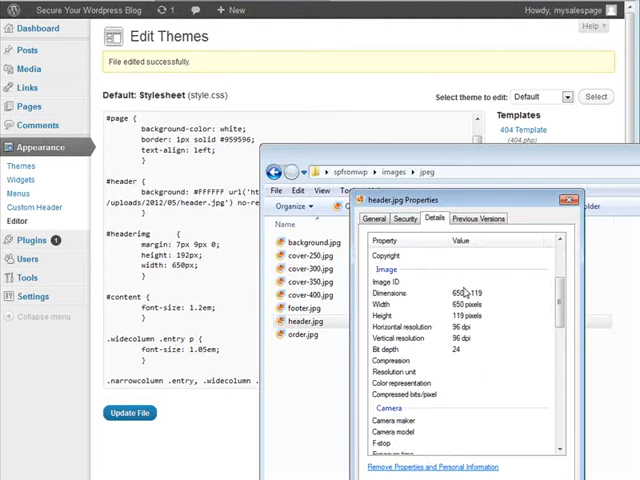 Secure Your Wordpress Blog 1 + New Howdy, mysalespage
Help
Dashboard
Posts
Media
Links
Pages
Comments
Appearance
Themes
Widgets
Menus
Custom Header
Editor
Plugins 1
Users
Tools
Settings
Collapse menu
Edit Themes
File edited successfully.
Default: Stylesheet (style.css)
Select theme to edit: Default Select
Templates
404 Template
(404.php)
#page {
background-color: white;
border: 1px solid #959596;
text-align: left;
}
#header {
background: #FFFFFF url('ht
/uploads/2012/05/header.jpg') no-re
}
#headerimg {
margin: 7px 9px 0;
height: 192px;
width: 650px;
}
#content {
font-size: 1.2em;
}
.widecolumn .entry p {
font-size: 1.05em;
}
.narrowcolumn .entry, .widecolumn
Update File
spfromwp images jpeg
File Edit View
Organize
older
Name
background.jpg
cover-250.jpg
cover-300.jpg
cover-350.jpg
cover-400.jpg
footer.jpg
header.jpg
order.jpg
header.jpg Properties
General Security Details Previous Versions
Property Value
Copyright
Image
Image ID
Dimensions 650 119
Width 650 pixels
Height 119 pixels
Horizontal resolution 96 dpi
Vertical resolution 96 dpi
Bit depth 24
Compression
Resolution unit
Color representation
Compressed bits/pixel
Camera
Camera maker
Camera model
F-stop
Remove Properties and Personal Information